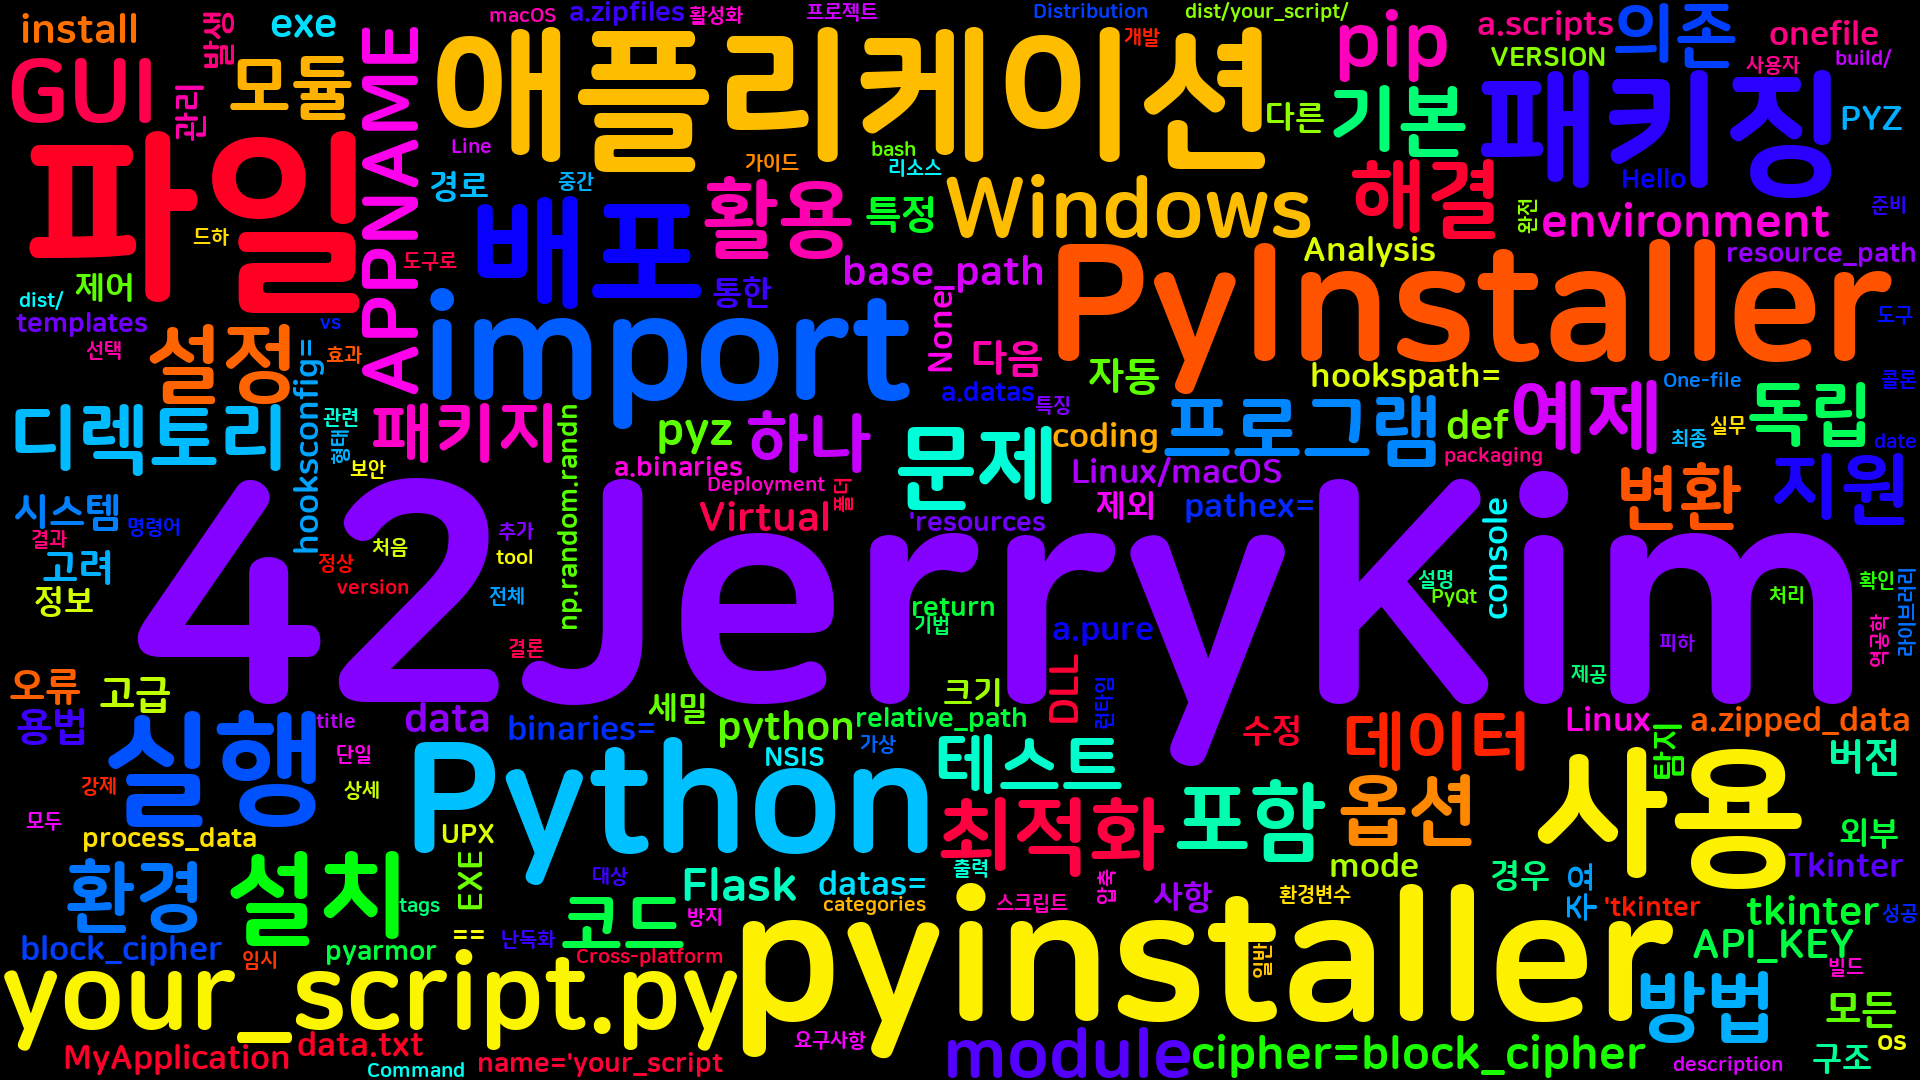 install
발생
exe
macOS
a.zipfiles
활성화
프로젝트
Distribution
dist/your_script/
a.scripts
의존
onefile
GUI
모듈
관리
APPNAME
애플리케이션
개발
pip
VERSION
사용자
build/
Line
가이드
bash
리소스
다른
기본
패키징
PYZ
파일
드하
경로
중간
배포
활용
특정
Windows
해결
Hello
완전
environment
준비
도구로
제어
dist/
templates
vs
통한
base_path
Analysis
PyInstaller
resource_path
도구
선택
설정
효과
hooksconfig=
import
None
다음
자동
hookspath=
One-file
콜론
a.datas
특징
디렉토리
관련
형태
보안
패키지
np.random.randn
pyz
하나
문제
coding
프로그램
def
예제
최종
실무
독립
date
packaging
a.binaries
Deployment
폴더
Linux/macOS
제외
pathex=
변환
지원
시스템
명령어
결과
고려
정보
처음
정상
version
추가
tool
전체
Virtual
'resources
console
42JerryKim
return
기법
a.pure
설명
PyQt
처리
확인
라이브러리
결론
역공학
피하
제공
오류
고급
용법
실행
title
단일
data
binaries=
세밀
python
크기
relative_path
DLL
런타임
수정
데이터
Linux
탐지
a.zipped_data
버전
강제
상세
모두
Python
NSIS
가상
테스트
process_data
UPX
최적화
포함
옵션
사용
외부
환경
설치
EXE
tags
대상
Flask
datas=
categories
출력
스크립트
압축
사항
환경변수
mode
경우
여주
Tkinter
'tkinter
tkinter
성공
block_cipher
임시
pyarmor
==
난독화
코드
방지
Cross-platform
pyinstaller
일반
API_KEY
빌드
your_script.py
방법
모든
MyApplication
data.txt
Command
name='your_script
요구사항
module
cipher=block_cipher
description
구조
os